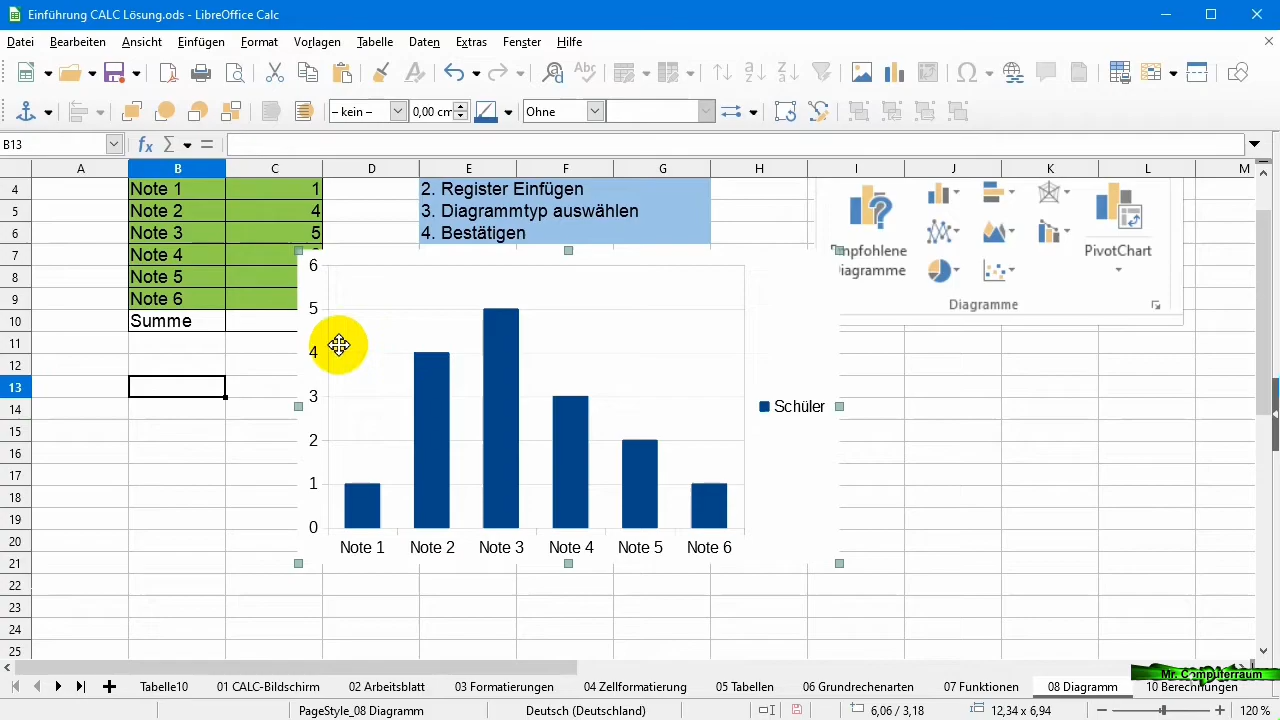 Einführung CALC Lösung.ods - LibreOffice Calc
Datei Bearbeiten Ansicht Einfügen Format Vorlagen Tabelle Daten Extras Fenster Hilfe
– kein – 0,00 cm Ohne
B13
A B C D E F G H I J K L M
4 Note 1 1 2. Register Einfügen
5 Note 2 4 3. Diagrammtyp auswählen
6 Note 3 5 4. Bestätigen
7 Note 4
8 Note 5
9 Note 6
10 Summe
11
12
13
14
15
16
17
18
19
20
21
22
23
24
25
PivotChart
Diagramme
Diagramme
6
5
4
3
2
1
0
Note 1 Note 2 Note 3 Note 4 Note 5 Note 6
Schüler
Tabelle10 01 CALC-Bildschirm 02 Arbeitsblatt 03 Formatierungen 04 Zellformatierung 05 Tabellen 06 Grundrechenarten 07 Funktionen 08 Diagramm 10 Berechnungen
Mr. Computerraum
PageStyle_08 Diagramm Deutsch (Deutschland) 6,06 / 3,18 12,34 x 6,94 120 %